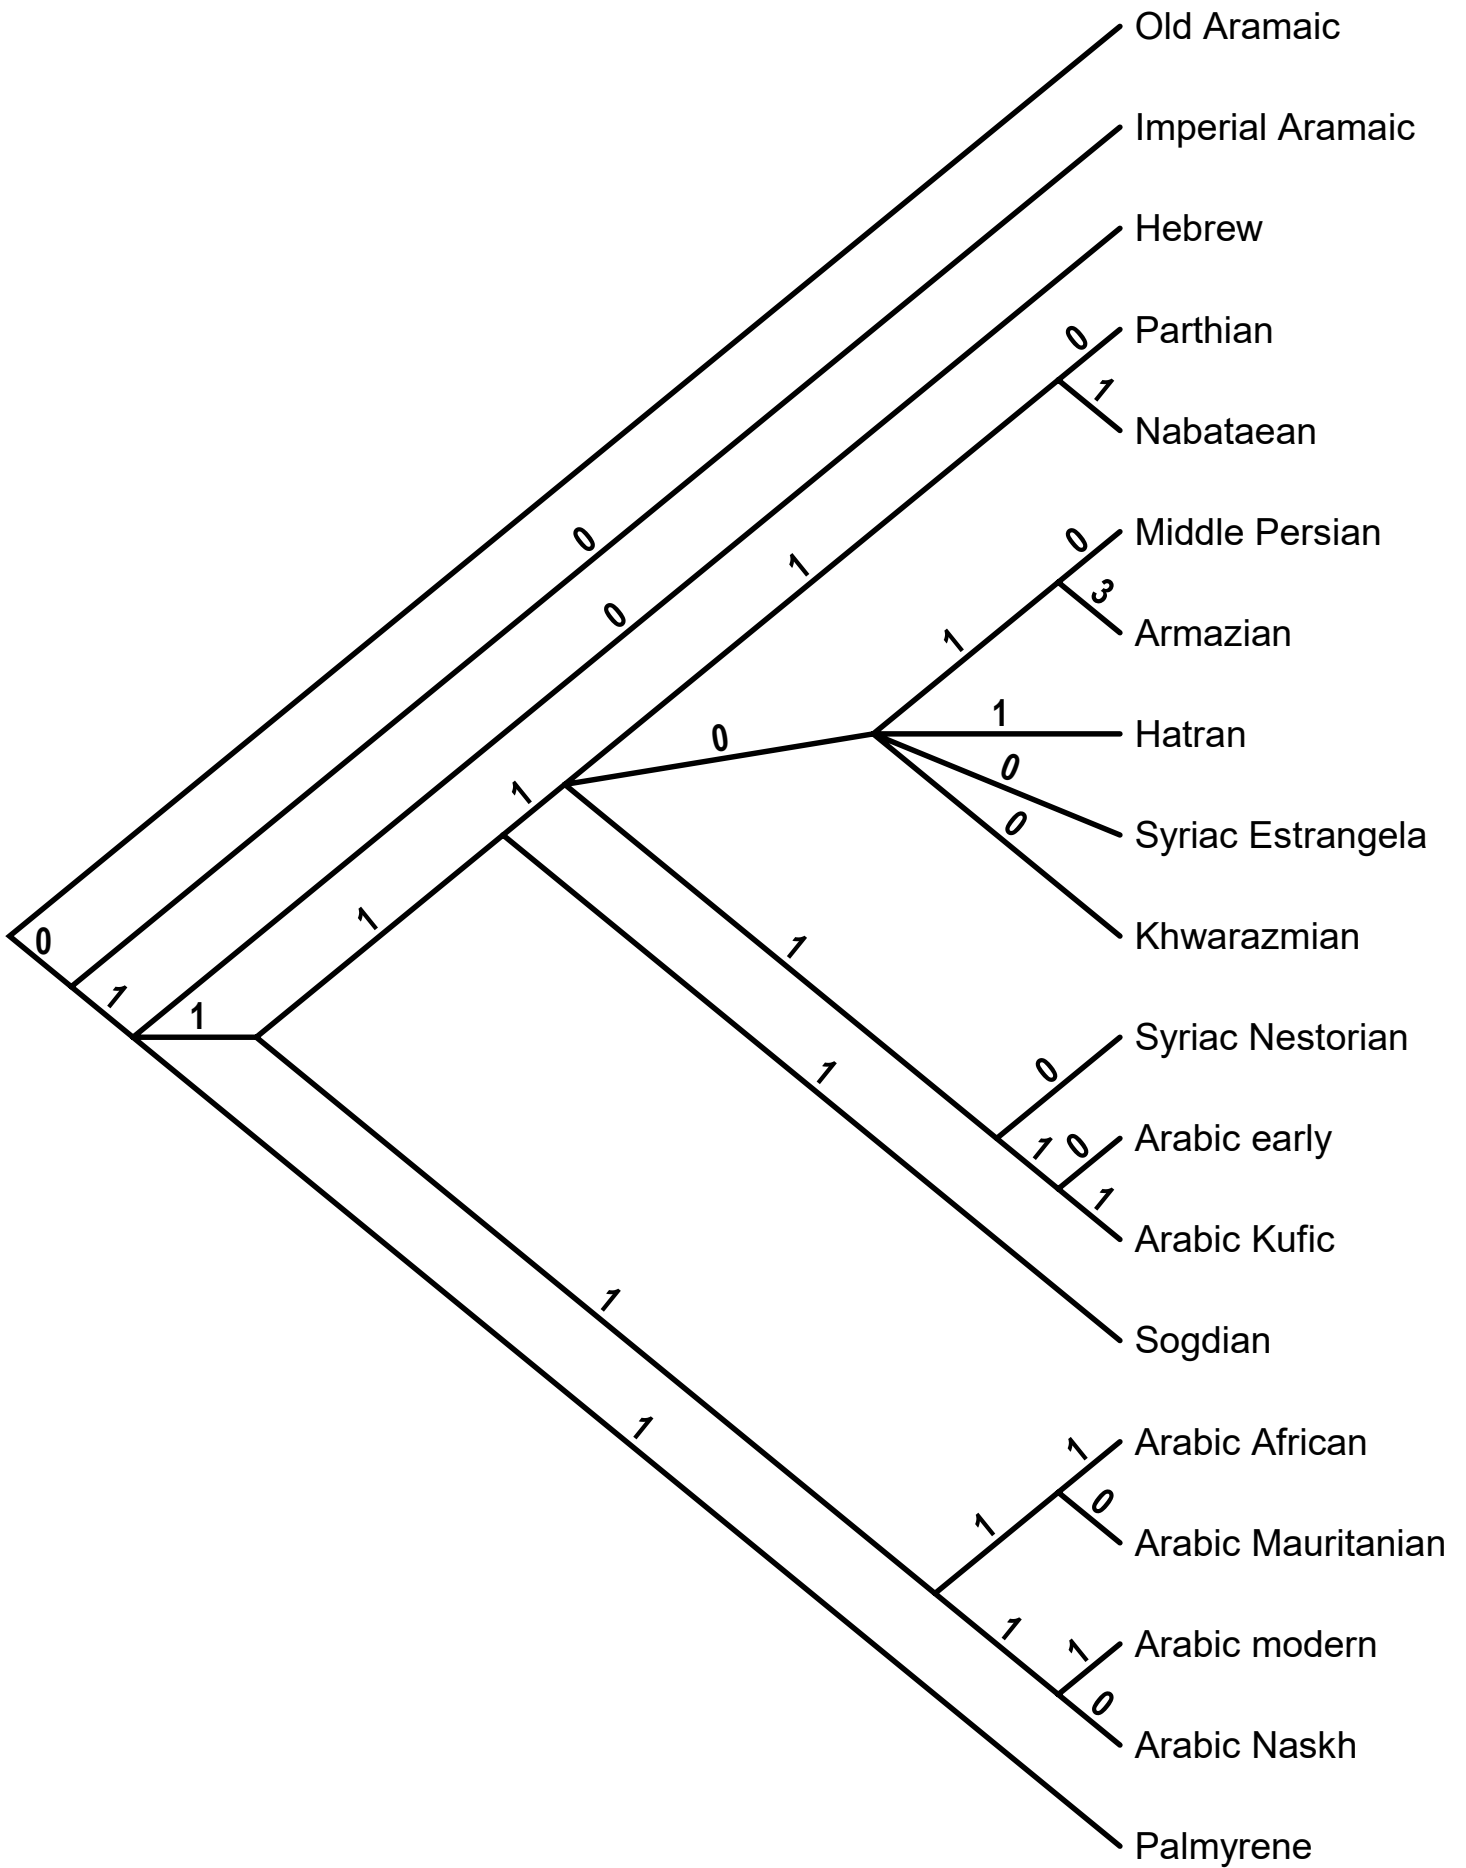 Old Aramaic
Imperial Aramaic
Hebrew
0
Parthian
1
Nabataean
0
0
Middle Persian
1
3
Armazian
0
1
1
Hatran
0
0
Syriac Estrangela
1
0
1
Khwarazmian
0
1
1
1
Syriac Nestorian
0
1
1
0
Arabic early
1
Arabic Kufic
1
Sogdian
1
1
Arabic African
1
0
Arabic Mauritanian
1
1
Arabic modern
0
Arabic Naskh
Palmyrene